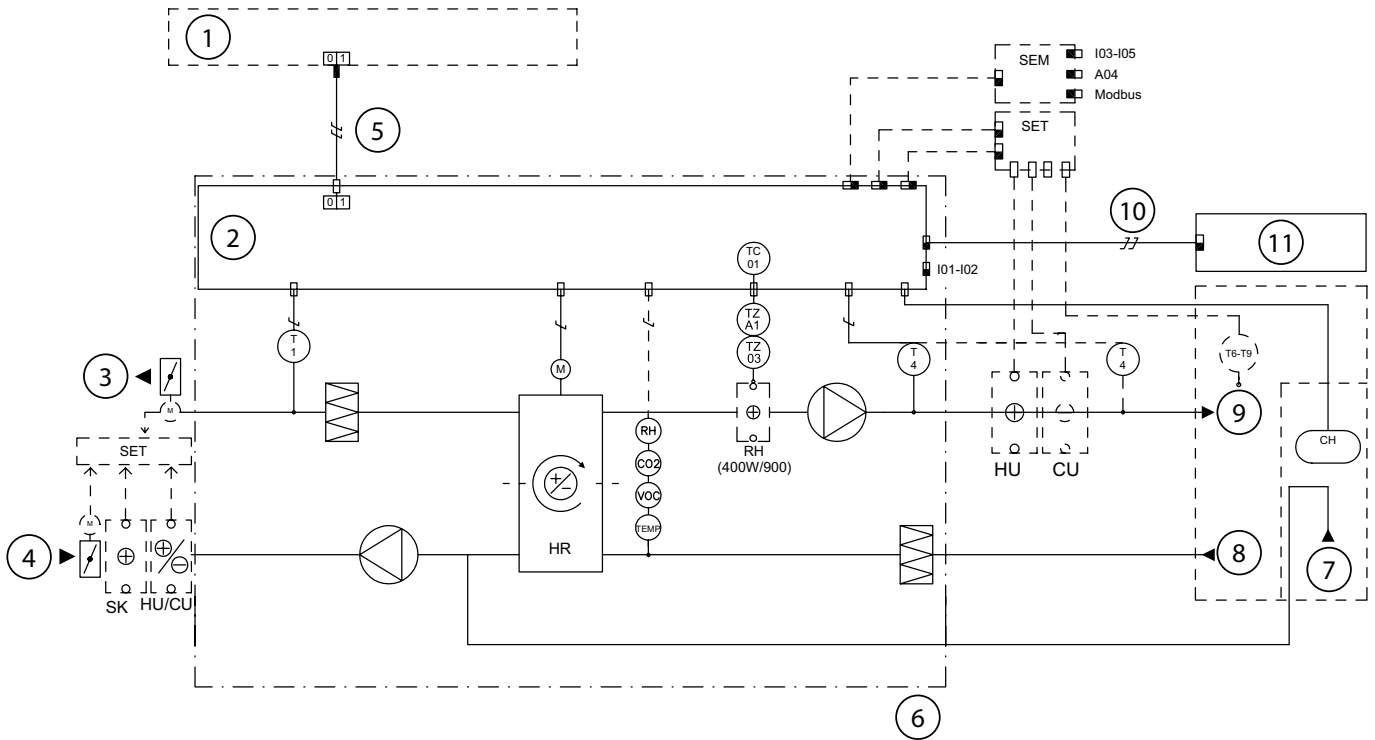 1
0 1
SEM
I03-I05
A04
Modbus
5
SET
0 1
2
10
11
TC
01
I01-I02
T
1
TZ
A1
TZ
03
T
4
T
4
T6-T9
3
M
M
9
RH
CO2
VOC
TEMP
RH
(400W/900)
HU
CU
CH
SET
M
4
HR
8
7
SK
HU/CU
6